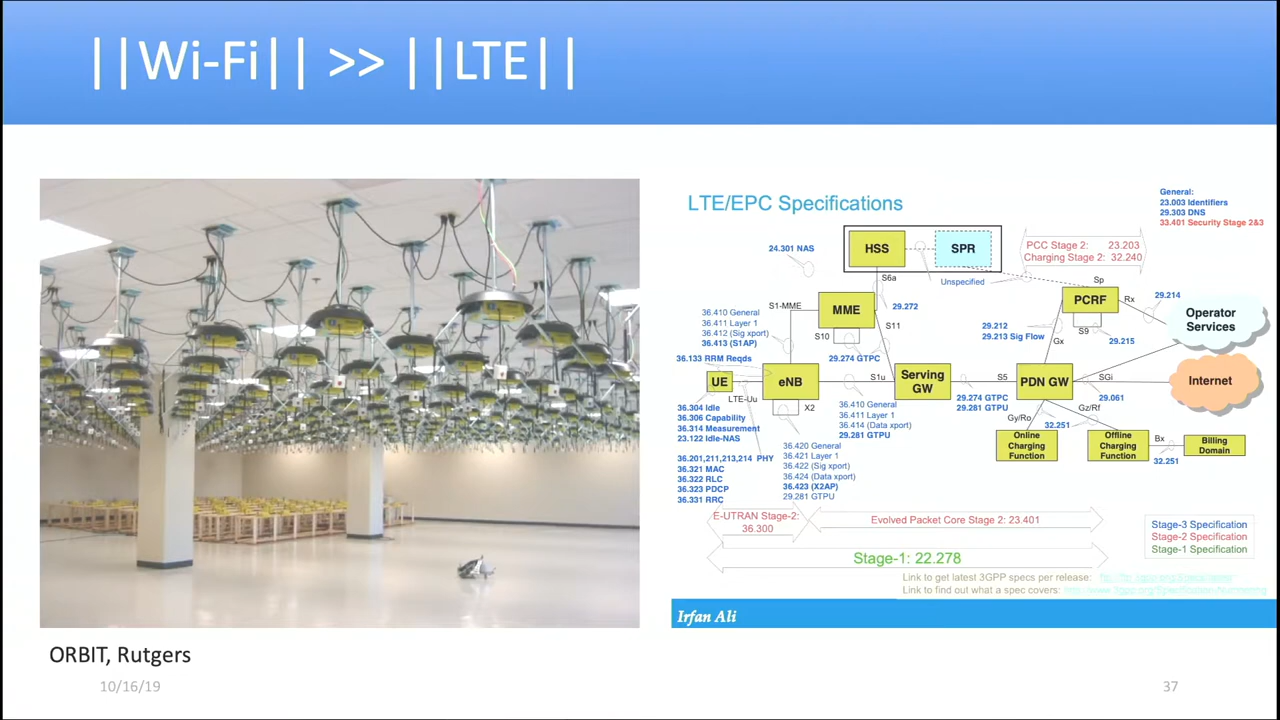 ||Wi-Fi|| >> ||LTE||
LTE/EPC Specifications
General:
23.003 Identifiers
29.303 DNS
33.401 Security Stage 2&3
24.301 NAS
HSS
SPR
PCC Stage 2: 23.203
Charging Stage 2: 32.240
S6a
Unspecified
Sp
S1-MME
MME
29.272
PCRF
Rx
29.214
Operator
Services
36.410 General
36.411 Layer 1
36.412 (Sig xport)
36.413 (S1AP)
S10
S11
29.212
29.213 Sig Flow
Gx
S9
29.215
36.133 RRM Reqds
29.274 GTPC
UE
eNB
S1u
Serving
GW
S5
PDN GW
SGi
Internet
LTE-Uu
X2
29.274 GTPC
29.281 GTPU
29.061
36.304 Idle
36.306 Capability
36.314 Measurement
23.122 Idle-NAS
36.410 General
36.411 Layer 1
36.414 (Data xport)
29.281 GTPU
Gy/Ro
Gz/Rf
32.251
Online
Charging
Function
Offline
Charging
Function
Bx
32.251
Billing
Domain
36.201,211,213,214 PHY
36.321 MAC
36.322 RLC
36.323 PDCP
36.331 RRC
36.420 General
36.421 Layer 1
36.422 (Sig xport)
36.424 (Data xport)
36.423 (X2AP)
29.281 GTPU
E-UTRAN Stage-2:
36.300
Evolved Packet Core Stage 2: 23.401
Stage-3 Specification
Stage-2 Specification
Stage-1 Specification
Stage-1: 22.278
Link to get latest 3GPP specs per release:
Link to find out what a spec covers:
Irfan Ali
ORBIT, Rutgers
10/16/19
37